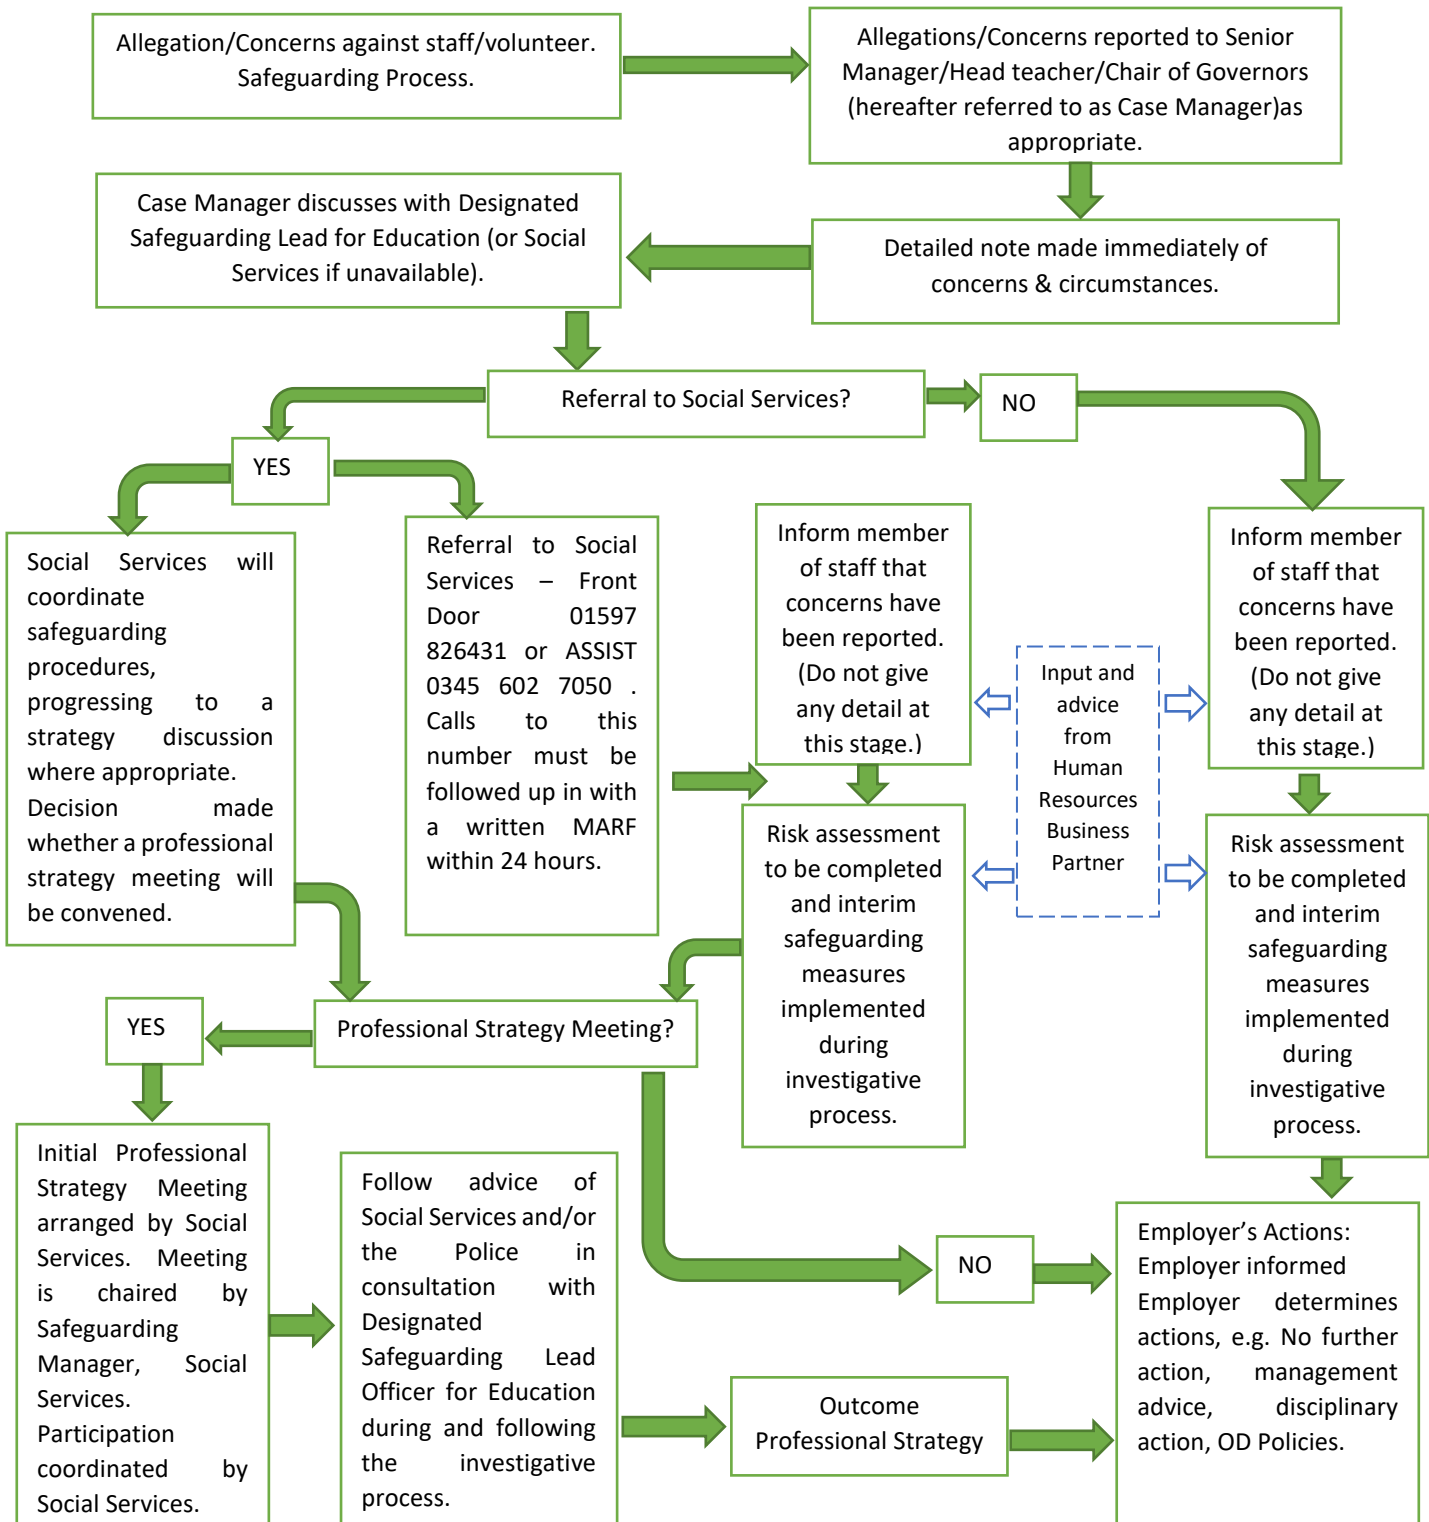 Allegation/Concerns against staff/volunteer.
Safeguarding Process.
Allegations/Concerns reported to Senior
Manager/Head teacher/Chair of Governors
(hereafter referred to as Case Manager)as
appropriate.
Detailed note made immediately of
concerns & circumstances.
Case Manager discusses with Designated
Safeguarding Lead for Education (or Social
Services if unavailable).
Referral to Social Services?
NO
YES
Social Services will
coordinate
safeguarding
procedures,
progressing to a
strategy discussion
where appropriate.
Decision made
whether a professional
strategy meeting will
be convened.
Referral to Social
Services – Front
Door 01597
826431 or ASSIST
0345 602 7050 .
Calls to this
number must be
followed up in with
a written MARF
within 24 hours.
Inform member
of staff that
concerns have
been reported.
(Do not give
any detail at
this stage.)
Input and
advice
from
Human
Resources
Business
Partner
Inform member
of staff that
concerns have
been reported.
(Do not give
any detail at
this stage.)
Risk assessment
to be completed
and interim
safeguarding
measures
implemented
during
investigative
process.
Risk assessment
to be completed
and interim
safeguarding
measures
implemented
during
investigative
process.
Professional Strategy Meeting?
YES
NO
Initial Professional
Strategy Meeting
arranged by Social
Services. Meeting
is chaired by
Safeguarding
Manager, Social
Services.
Participation
coordinated by
Social Services.
Follow advice of
Social Services and/or
the Police in
consultation with
Designated
Safeguarding Lead
Officer for Education
during and following
the investigative
process.
Outcome
Professional Strategy
Employer’s Actions:
Employer informed
Employer determines
actions, e.g. No further
action, management
advice, disciplinary
action, OD Policies.